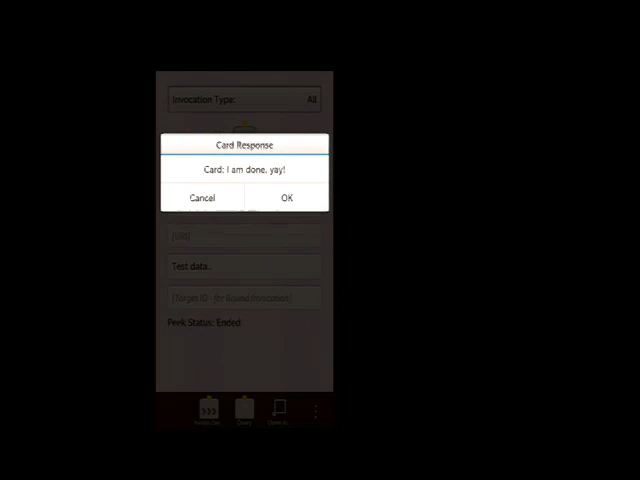 Invocation Type: All
Card Response
Card: I am done, yay!
Cancel OK
[URI]
Test data..
[Target ID - for Bound Invocation]
Peek Status: Ended
Query